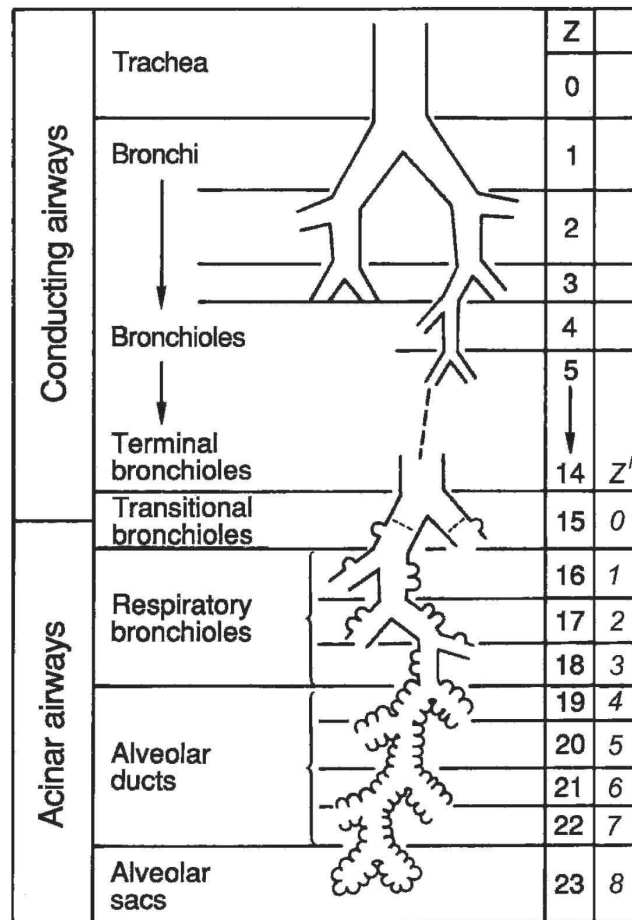 Conducting airways
Acinar airways
Trachea
Bronchi
Bronchioles
Terminal
bronchioles
Transitional
bronchioles
Respiratory
bronchioles
Alveolar
ducts
Alveolar
sacs
Z
0
1
2
3
4
5
14 Z'
15 0
16 1
17 2
18 3
19 4
20 5
21 6
22 7
23 8